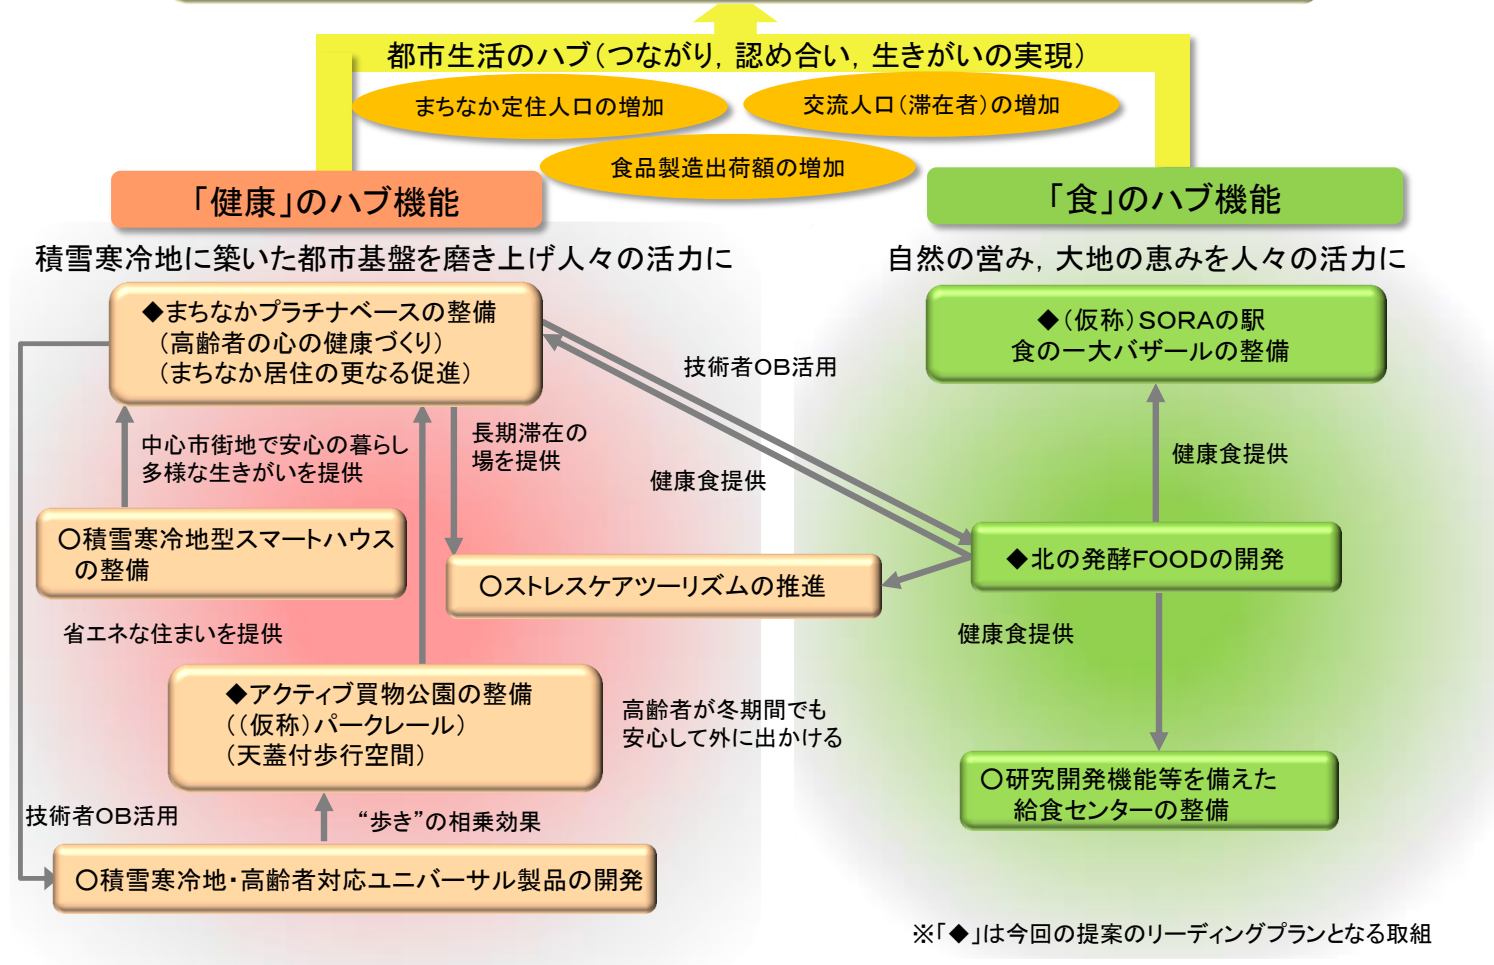 都市生活のハブ（つながり，認め合い，生きがいの実現）
まちなか定住人口の増加
交流人口（滞在者）の増加
食品製造出荷額の増加
「健康」のハブ機能
「食」のハブ機能
積雪寒冷地に築いた都市基盤を磨き上げ人々の活力に
自然の営み，大地の恵みを人々の活力に
◆まちなかプラチナベースの整備
（高齢者の心の健康づくり）
（まちなか居住の更なる促進）
◆（仮称）ＳＯＲＡの駅
食の一大バザールの整備
技術者ＯＢ活用
中心市街地で安心の暮らし
多様な生きがいを提供
長期滞在の
場を提供
健康食提供
健康食提供
○積雪寒冷地型スマートハウス
の整備
○ストレスケアツーリズムの推進
◆北の発酵ＦＯＯＤの開発
省エネな住まいを提供
健康食提供
◆アクティブ買物公園の整備
（（仮称）パークレール）
（天蓋付歩行空間）
高齢者が冬期間でも
安心して外に出かける
○研究開発機能等を備えた
給食センターの整備
技術者ＯＢ活用
“歩き”の相乗効果
○積雪寒冷地・高齢者対応ユニバーサル製品の開発
※「◆」は今回の提案のリーディングプランとなる取組